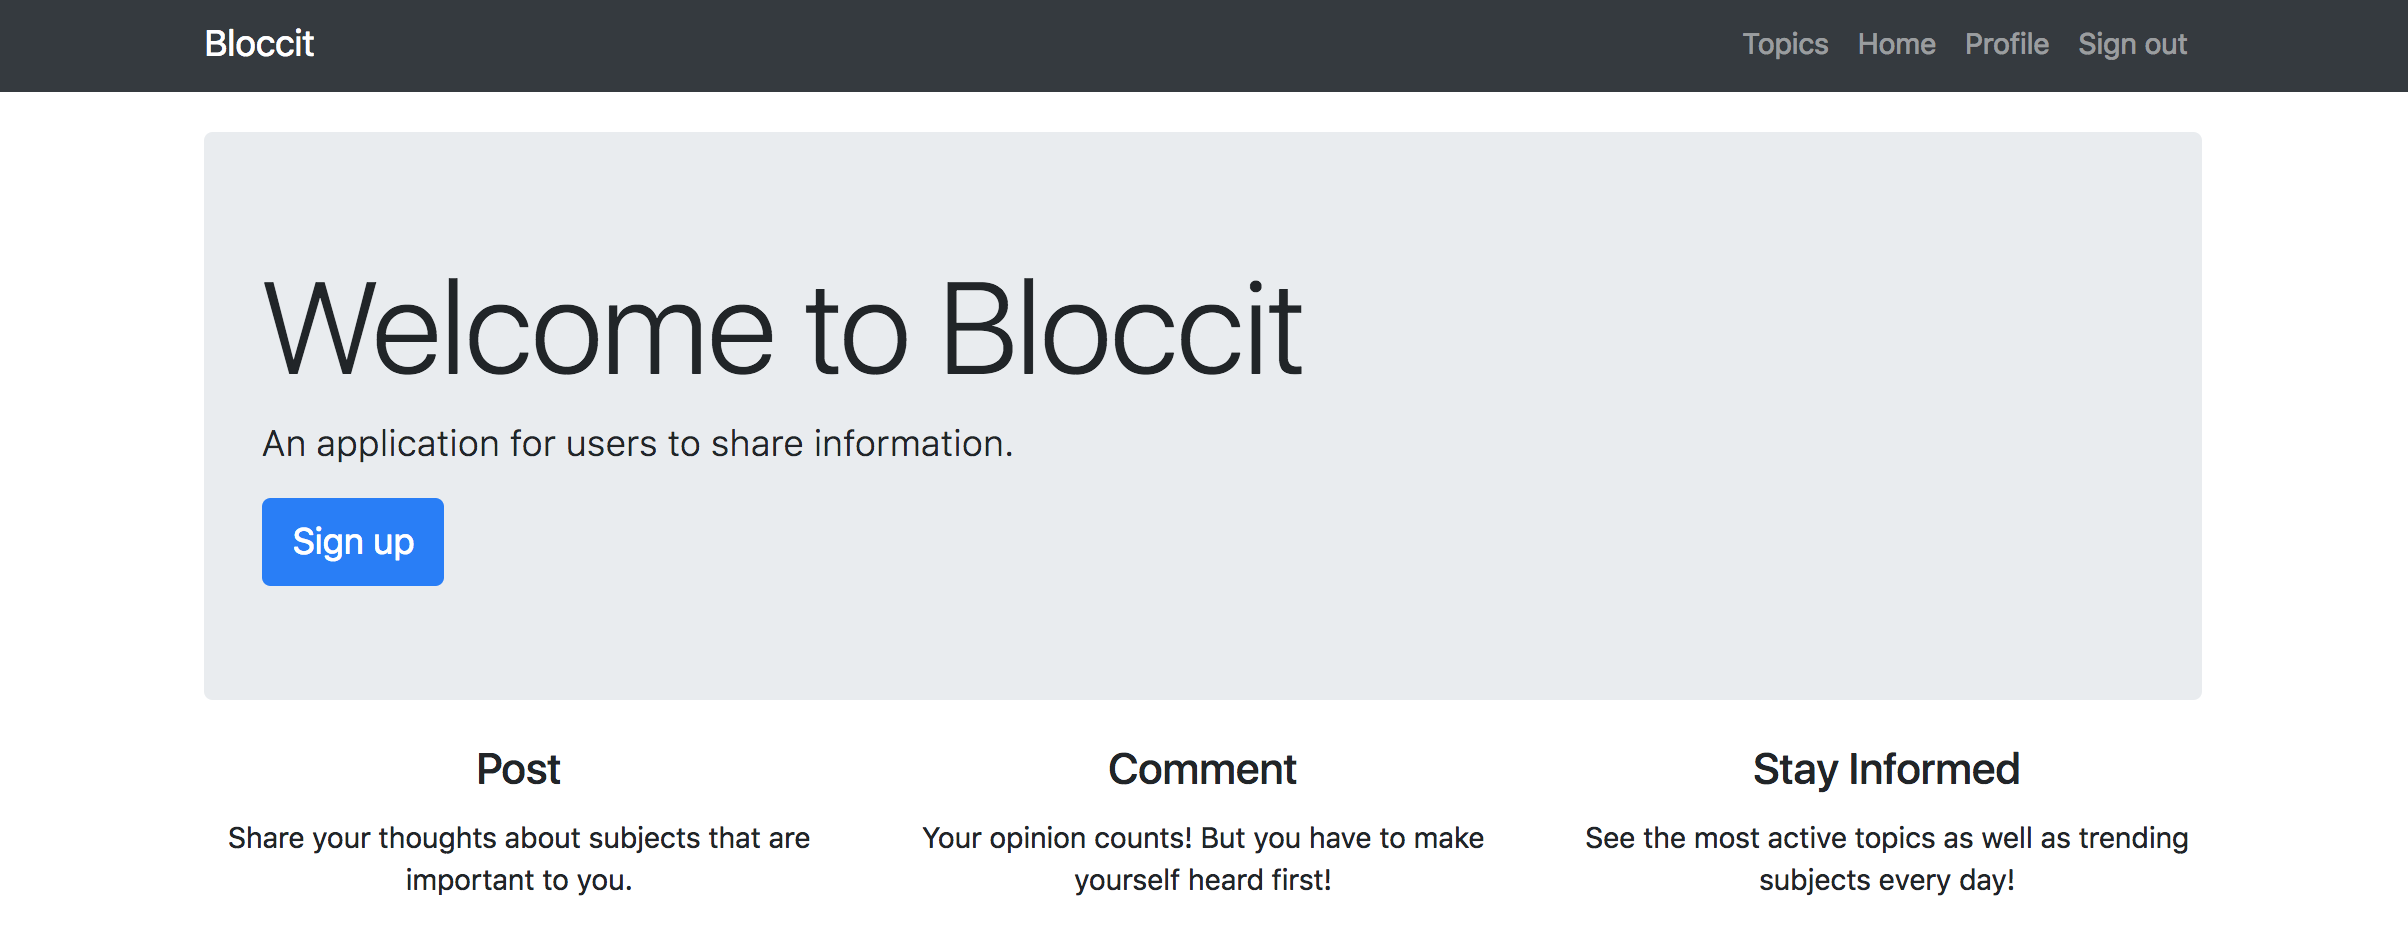 Bloccit
Topics Home Profile Sign out
Welcome to Bloccit
An application for users to share information.
Sign up
Post
Share your thoughts about subjects that are
important to you.
Comment
Your opinion counts! But you have to make
yourself heard first!
Stay Informed
See the most active topics as well as trending
subjects every day!